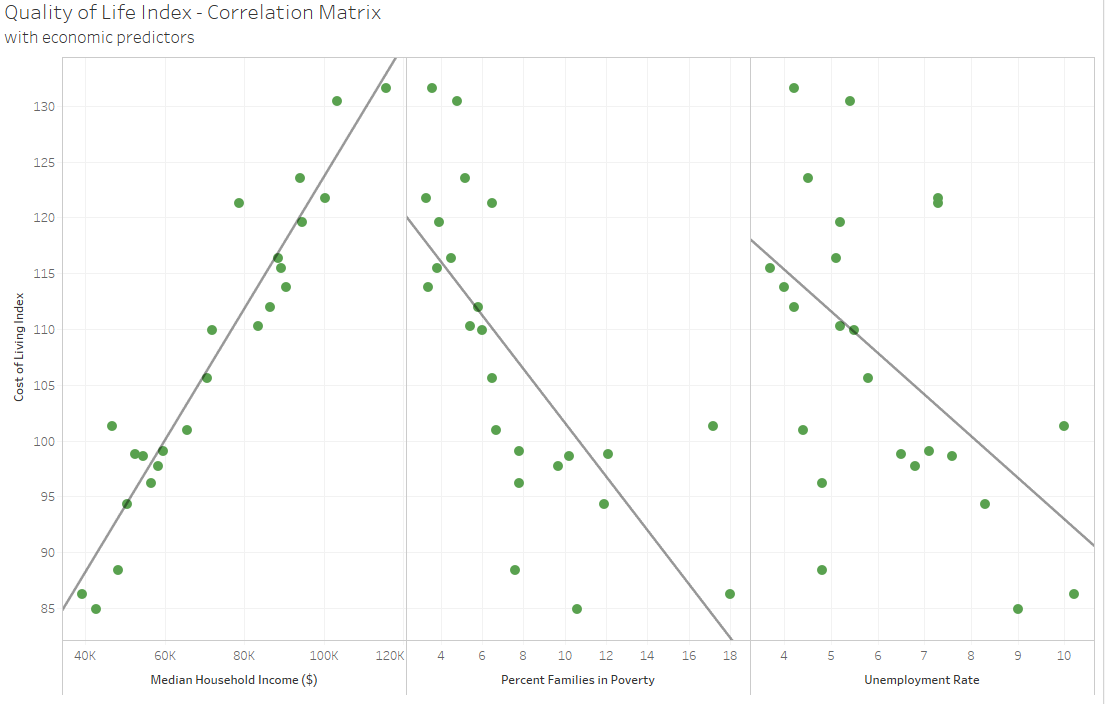 Quality of Life Index - Correlation Matrix
with economic predictors
Cost of Living Index
130
125
120
115
110
105
100
95
90
85
40K 60K 80K 100K 120K
4 6 8 10 12 14 16 18
4 5 6 7 8 9 10
Median Household Income ($)
Percent Families in Poverty
Unemployment Rate